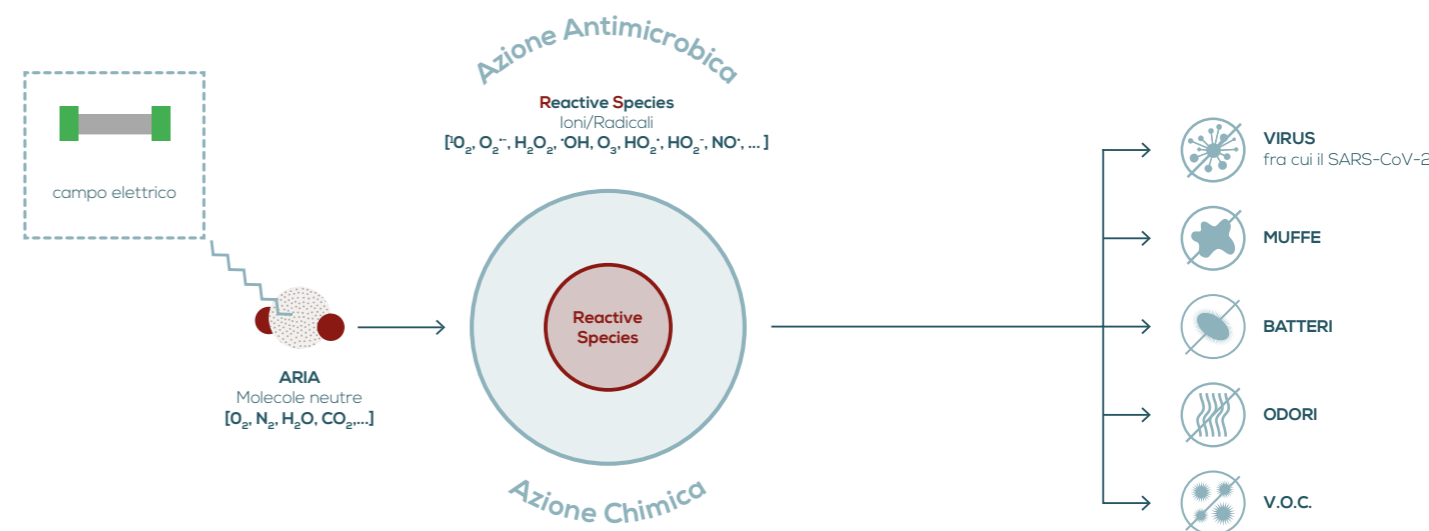 campo elettrico
ARIA
Molecole neutre
[O₂, N₂, H₂O, CO₂,...]
Azione Antimicrobica
Reactive Species
Ioni/Radicali
[¹O₂, O₂˙⁻, H₂O₂, ˙OH, O₃, HO₂˙, HO₂⁻, NO˙, ... ]
Reactive
Species
Azione Chimica
VIRUS
fra cui il SARS-CoV-2
MUFFE
BATTERI
ODORI
V.O.C.